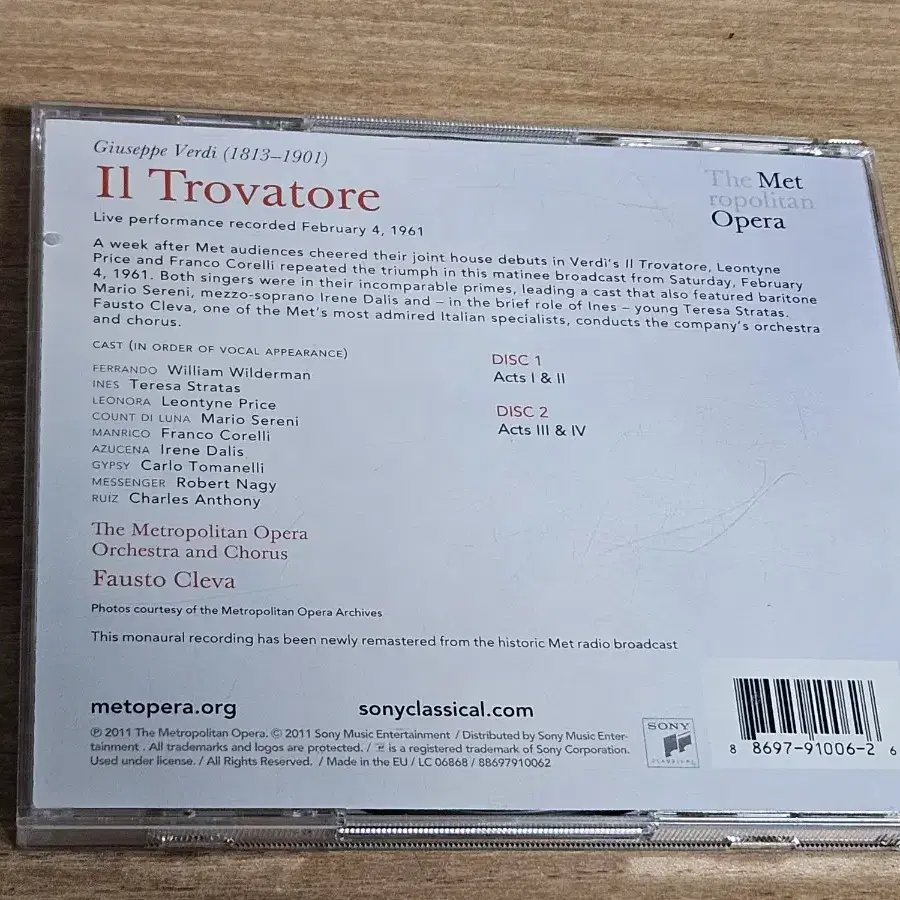 Giuseppe Verdi (1813–1901)
Il Trovatore
Live performance recorded February 4, 1961
The Met
ropolitan
Opera
A week after Met audiences cheered their joint house debuts in Verdi's Il Trovatore, Leontyne
Price and Franco Corelli repeated the triumph in this matinee broadcast from Saturday, February
4, 1961. Both singers were in their incomparable primes, leading a cast that also featured baritone
Mario Sereni, mezzo-soprano Irene Dalis and – in the brief role of Ines – young Teresa Stratas.
Fausto Cleva, one of the Met's most admired Italian specialists, conducts the company's orchestra
and chorus.
CAST (IN ORDER OF VOCAL APPEARANCE)
FERRANDO William Wilderman
INES Teresa Stratas
LEONORA Leontyne Price
COUNT DI LUNA Mario Sereni
MANRICO Franco Corelli
AZUCENA Irene Dalis
GYPSY Carlo Tomanelli
MESSENGER Robert Nagy
RUIZ Charles Anthony
DISC 1
Acts I & II
DISC 2
Acts III & IV
The Metropolitan Opera
Orchestra and Chorus
Fausto Cleva
Photos courtesy of the Metropolitan Opera Archives
This monaural recording has been newly remastered from the historic Met radio broadcast
metopera.org
sonyclassical.com
℗ 2011 The Metropolitan Opera. © 2011 Sony Music Entertainment / Distributed by Sony Music Enter-
tainment . All trademarks and logos are protected. / is a registered trademark of Sony Corporation.
Used under license. / All Rights Reserved. / Made in the EU / LC 06868 / 88697910062
SONY
CLASSICAL
8 8697-91006-2 6